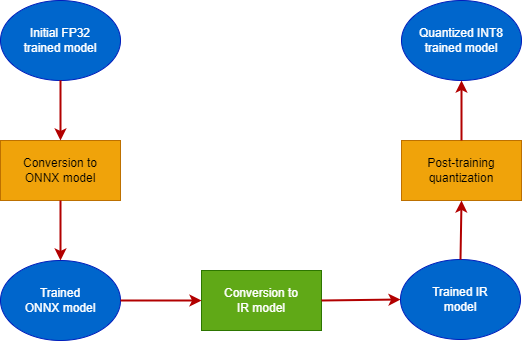 Initial FP32
trained model
Quantized INT8
trained model
Conversion to
ONNX model
Post-training
quantization
Trained
ONNX model
Conversion to
IR model
Trained IR
model